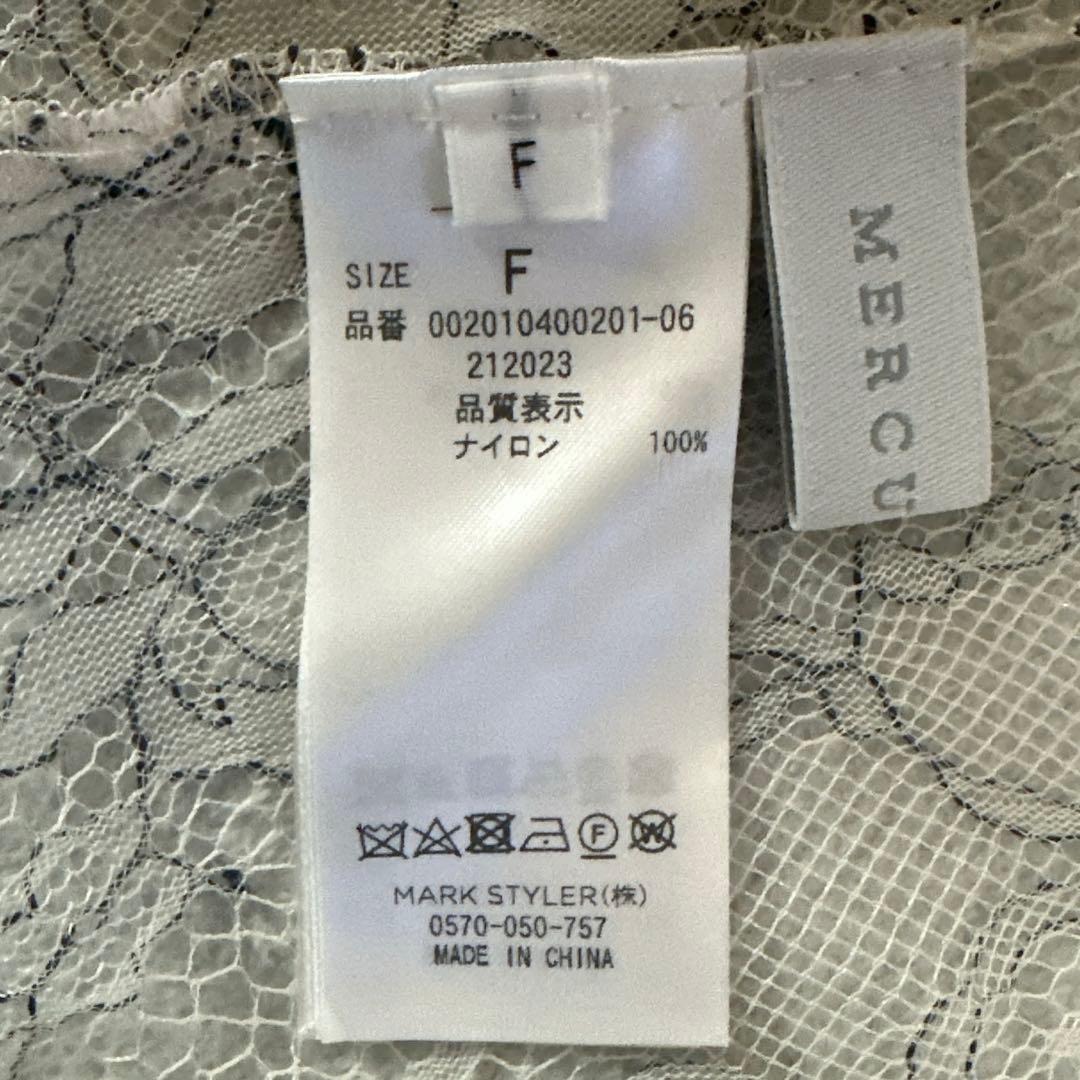 F
SIZE F
品番 002010400201-06
212023
品質表示
ナイロン 100%
MARK STYLER(株)
0570-050-757
MADE IN CHINA
MERCU